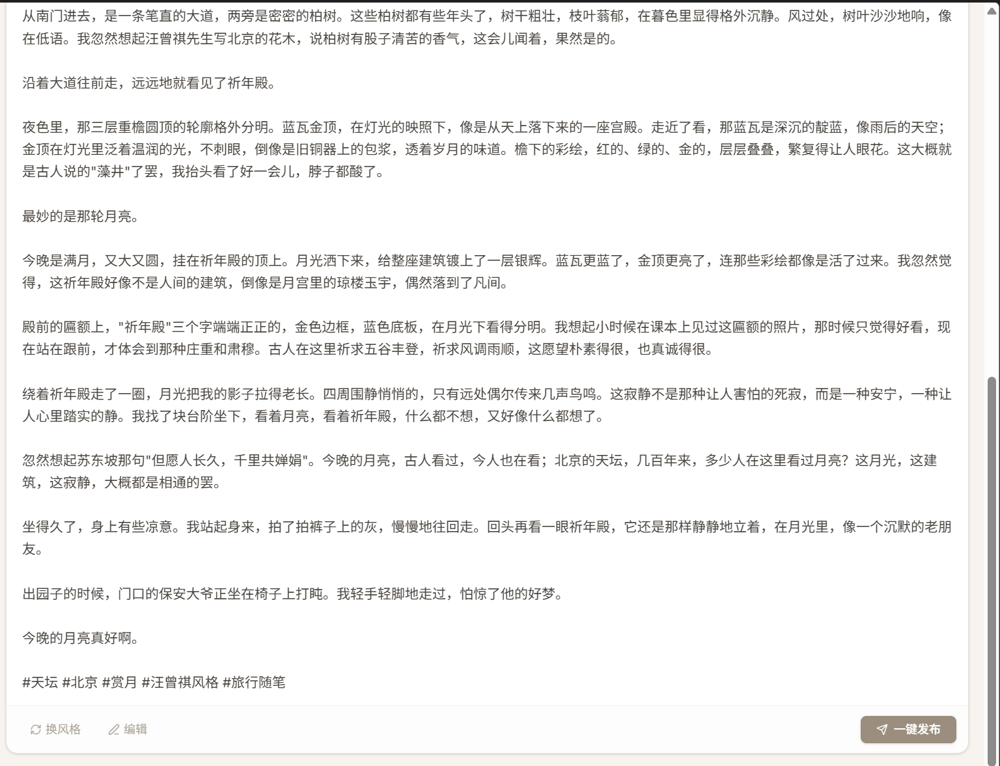 从南门进去，是一条笔直的大道，两旁是密密的柏树。这些柏树都有些年头了，树干粗壮，枝叶蓊郁，在暮色里显得格外沉静。风过处，树叶沙沙地响，像
在低语。我忽然想起汪曾祺先生写北京的花木，说柏树有股子清苦的香气，这会儿闻着，果然是的。
沿着大道往前走，远远地就看见了祈年殿。
夜色里，那三层重檐圆顶的轮廓格外分明。蓝瓦金顶，在灯光的映照下，像是从天上落下来的一座宫殿。走近了看，那蓝瓦是深沉的靛蓝，像雨后的天空；
金顶在灯光里泛着温润的光，不刺眼，倒像是旧铜器上的包浆，透着岁月的味道。檐下的彩绘，红的、绿的、金的，层层叠叠，繁复得让人眼花。这大概就
是古人说的"藻井"了罢，我抬头看了好一会儿，脖子都酸了。
最妙的是那轮月亮。
今晚是满月，又大又圆，挂在祈年殿的顶上。月光洒下来，给整座建筑镀上了一层银辉。蓝瓦更蓝了，金顶更亮了，连那些彩绘都像是活了过来。我忽然觉
得，这祈年殿好像不是人间的建筑，倒像是月宫里的琼楼玉宇，偶然落到了凡间。
殿前的匾额上，"祈年殿"三个字端端正正的，金色边框，蓝色底板，在月光下看得分明。我想起小时候在课本上见过这匾额的照片，那时候只觉得好看，现
在站在跟前，才体会到那种庄重和肃穆。古人在这里祈求五谷丰登，祈求风调雨顺，这愿望朴素得很，也真诚得很。
绕着祈年殿走了一圈，月光把我的影子拉得老长。四周围静悄悄的，只有远处偶尔传来几声鸟鸣。这寂静不是那种让人害怕的死寂，而是一种安宁，一种让
人心里踏实的静。我找了块台阶坐下，看着月亮，看着祈年殿，什么都不想，又好像什么都想了。
忽然想起苏东坡那句"但愿人长久，千里共婵娟"。今晚的月亮，古人看过，今人也在看；北京的天坛，几百年来，多少人在这里看过月亮？这月光，这建
筑，这寂静，大概都是相通的罢。
坐得久了，身上有些凉意。我站起身来，拍了拍裤子上的灰，慢慢地往回走。回头再看一眼祈年殿，它还是那样静静地立着，在月光里，像一个沉默的老朋
友。
出园子的时候，门口的保安大爷正坐在椅子上打盹。我轻手轻脚地走过，怕惊了他的好梦。
今晚的月亮真好啊。
#天坛 #北京 #赏月 #汪曾祺风格 #旅行随笔
换风格 编辑 一键发布